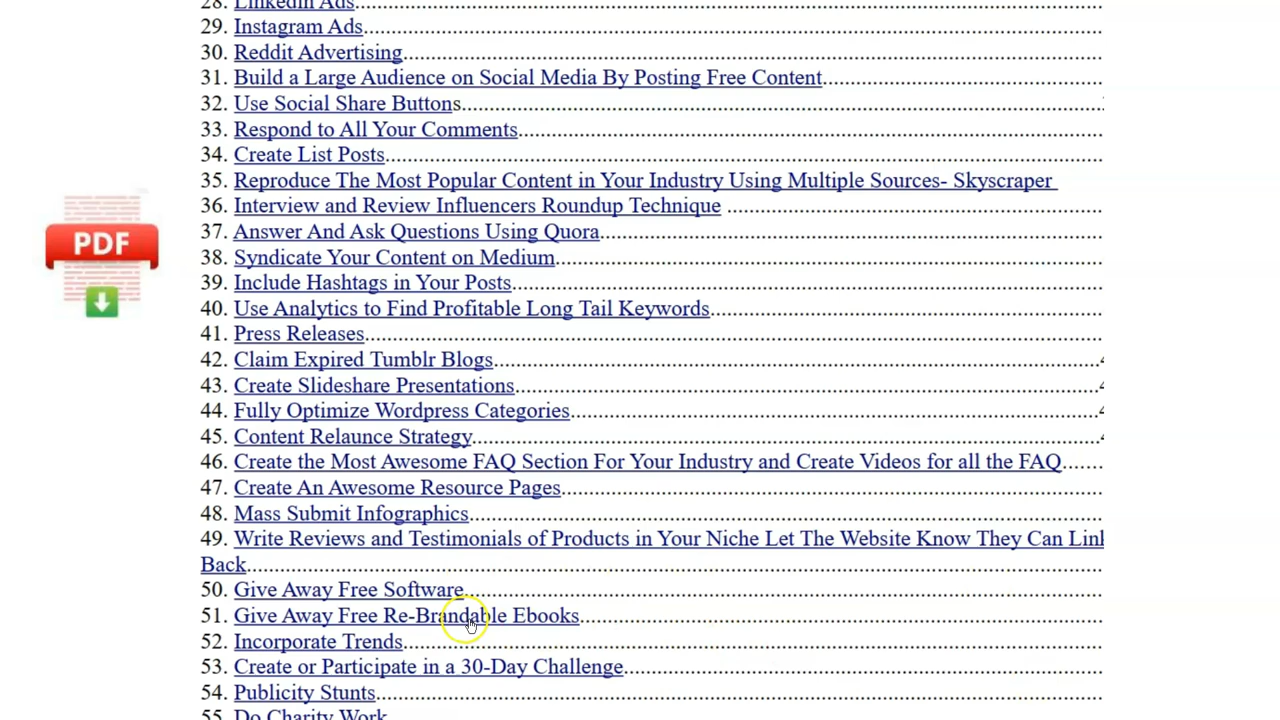 28. Linkedin Ads..........................................................................
29. Instagram Ads..........................................................................
30. Reddit Advertising..........................................................................
31. Build a Large Audience on Social Media By Posting Free Content..........................................................................
32. Use Social Share Buttons..........................................................................
33. Respond to All Your Comments..........................................................................
34. Create List Posts..........................................................................
35. Reproduce The Most Popular Content in Your Industry Using Multiple Sources- Skyscraper
36. Interview and Review Influencers Roundup Technique ..........................................................................
PDF
37. Answer And Ask Questions Using Quora..........................................................................
38. Syndicate Your Content on Medium..........................................................................
39. Include Hashtags in Your Posts..........................................................................
40. Use Analytics to Find Profitable Long Tail Keywords..........................................................................
41. Press Releases..........................................................................
42. Claim Expired Tumblr Blogs..........................................................................
43. Create Slideshare Presentations..........................................................................
44. Fully Optimize Wordpress Categories..........................................................................
45. Content Relaunce Strategy..........................................................................
46. Create the Most Awesome FAQ Section For Your Industry and Create Videos for all the FAQ.......
47. Create An Awesome Resource Pages..........................................................................
48. Mass Submit Infographics..........................................................................
49. Write Reviews and Testimonials of Products in Your Niche Let The Website Know They Can Link
Back..........................................................................
50. Give Away Free Software..........................................................................
51. Give Away Free Re-Brandable Ebooks..........................................................................
52. Incorporate Trends..........................................................................
53. Create or Participate in a 30-Day Challenge..........................................................................
54. Publicity Stunts..........................................................................
55. Do Charity Work..........................................................................